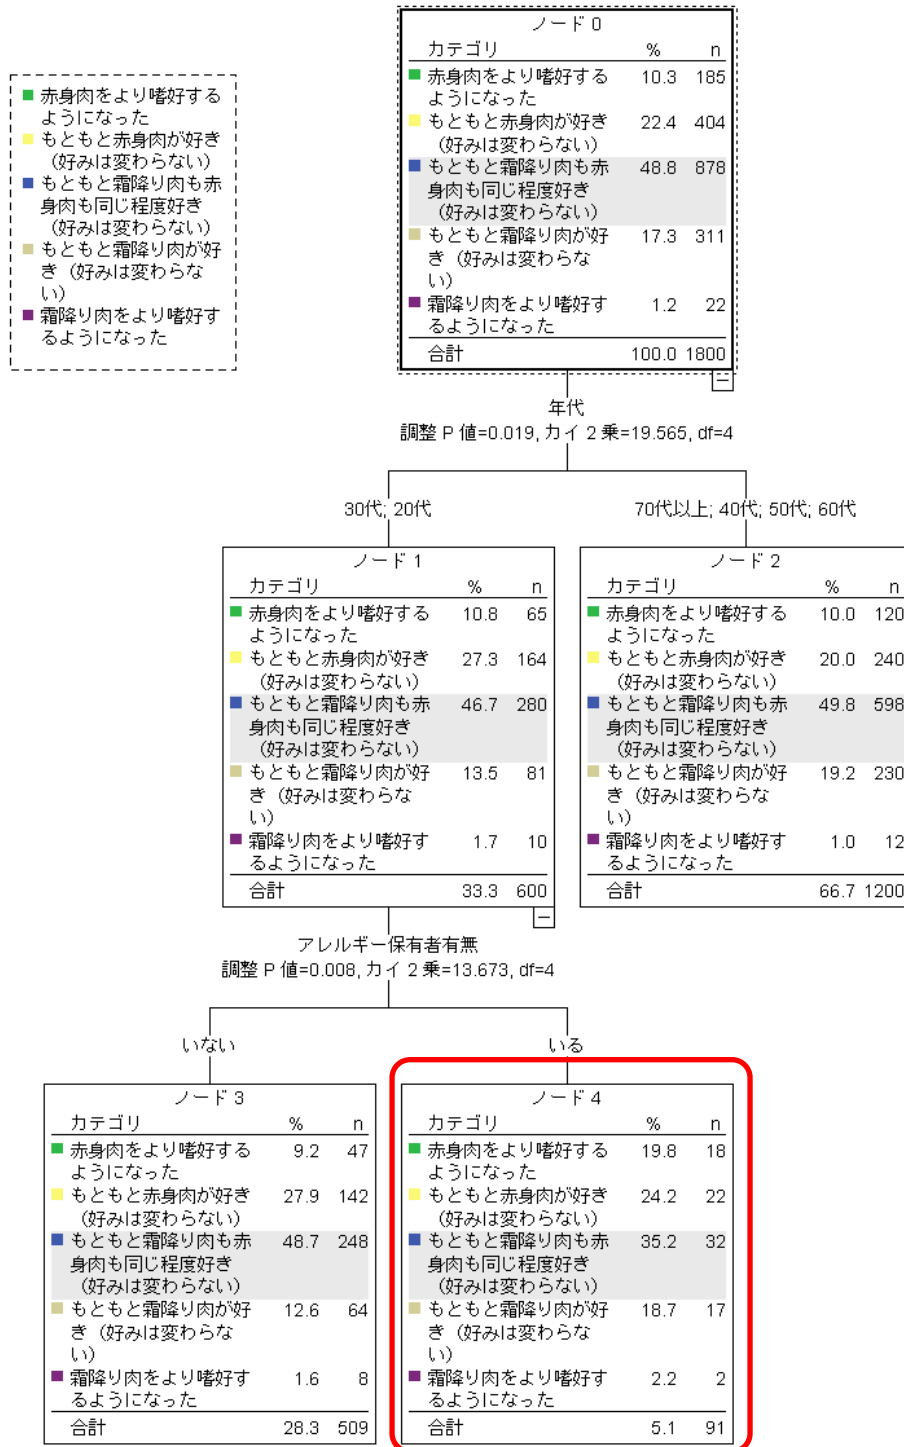 ノード 0
カテゴリ % n
赤身肉をより嗜好する 10.3 185
ようになった
もともと赤身肉が好き 22.4 404
（好みは変わらない）
もともと霜降り肉も赤 48.8 878
身肉も同じ程度好き
（好みは変わらない）
もともと霜降り肉が好 17.3 311
き（好みは変わらな
い）
霜降り肉をより嗜好す 1.2 22
るようになった
合計 100.0 1800
赤身肉をより嗜好する
ようになった
もともと赤身肉が好き
（好みは変わらない）
もともと霜降り肉も赤
身肉も同じ程度好き
（好みは変わらない）
もともと霜降り肉が好
き（好みは変わらな
い）
霜降り肉をより嗜好す
るようになった
年代
調整 P 値=0.019, カイ 2 乗=19.565, df=4
30代; 20代
70代以上; 40代; 50代; 60代
ノード 1
カテゴリ % n
赤身肉をより嗜好する 10.8 65
ようになった
もともと赤身肉が好き 27.3 164
（好みは変わらない）
もともと霜降り肉も赤 46.7 280
身肉も同じ程度好き
（好みは変わらない）
もともと霜降り肉が好 13.5 81
き（好みは変わらな
い）
霜降り肉をより嗜好す 1.7 10
るようになった
合計 33.3 600
ノード 2
カテゴリ % n
赤身肉をより嗜好する 10.0 120
ようになった
もともと赤身肉が好き 20.0 240
（好みは変わらない）
もともと霜降り肉も赤 49.8 598
身肉も同じ程度好き
（好みは変わらない）
もともと霜降り肉が好 19.2 230
き（好みは変わらな
い）
霜降り肉をより嗜好す 1.0 12
るようになった
合計 66.7 1200
アレルギー保有者有無
調整 P 値=0.008, カイ 2 乗=13.673, df=4
いない
いる
ノード 3
カテゴリ % n
赤身肉をより嗜好する 9.2 47
ようになった
もともと赤身肉が好き 27.9 142
（好みは変わらない）
もともと霜降り肉も赤 48.7 248
身肉も同じ程度好き
（好みは変わらない）
もともと霜降り肉が好 12.6 64
き（好みは変わらな
い）
霜降り肉をより嗜好す 1.6 8
るようになった
合計 28.3 509
ノード 4
カテゴリ % n
赤身肉をより嗜好する 19.8 18
ようになった
もともと赤身肉が好き 24.2 22
（好みは変わらない）
もともと霜降り肉も赤 35.2 32
身肉も同じ程度好き
（好みは変わらない）
もともと霜降り肉が好 18.7 17
き（好みは変わらな
い）
霜降り肉をより嗜好す 2.2 2
るようになった
合計 5.1 91